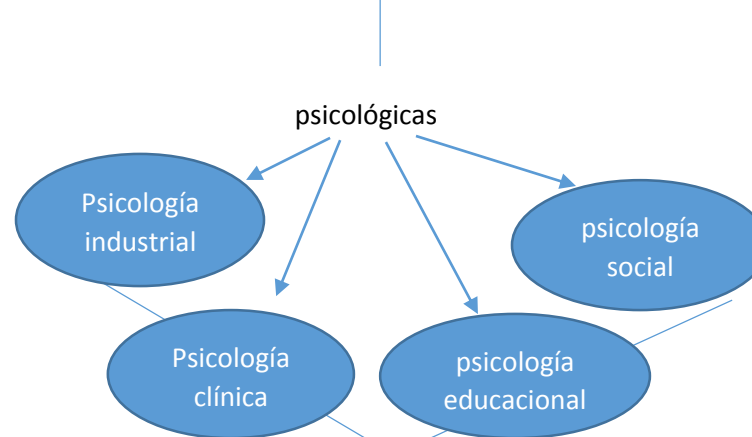 psicológicas
Psicología
industrial
psicología
social
Psicología
clínica
psicología
educacional